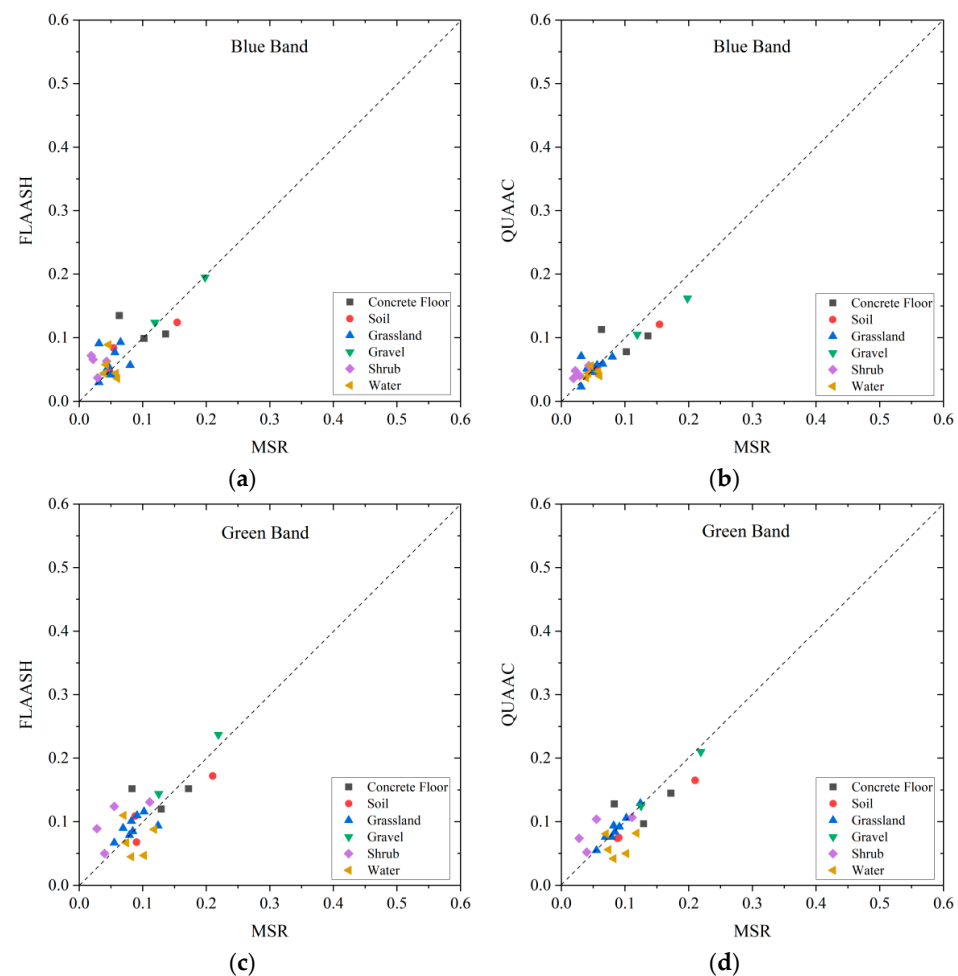 Blue Band
FLAASH
0.6
0.5
0.4
0.3
0.2
0.1
0.0
Concrete Floor
Soil
Grassland
Gravel
Shrub
Water
0.0 0.1 0.2 0.3 0.4 0.5 0.6
MSR
(a)
Blue Band
QUAAC
0.6
0.5
0.4
0.3
0.2
0.1
0.0
Concrete Floor
Soil
Grassland
Gravel
Shrub
Water
0.0 0.1 0.2 0.3 0.4 0.5 0.6
MSR
(b)
Green Band
FLAASH
0.6
0.5
0.4
0.3
0.2
0.1
0.0
Concrete Floor
Soil
Grassland
Gravel
Shrub
Water
0.0 0.1 0.2 0.3 0.4 0.5 0.6
MSR
(c)
Green Band
QUAAC
0.6
0.5
0.4
0.3
0.2
0.1
0.0
Concrete Floor
Soil
Grassland
Gravel
Shrub
Water
0.0 0.1 0.2 0.3 0.4 0.5 0.6
MSR
(d)